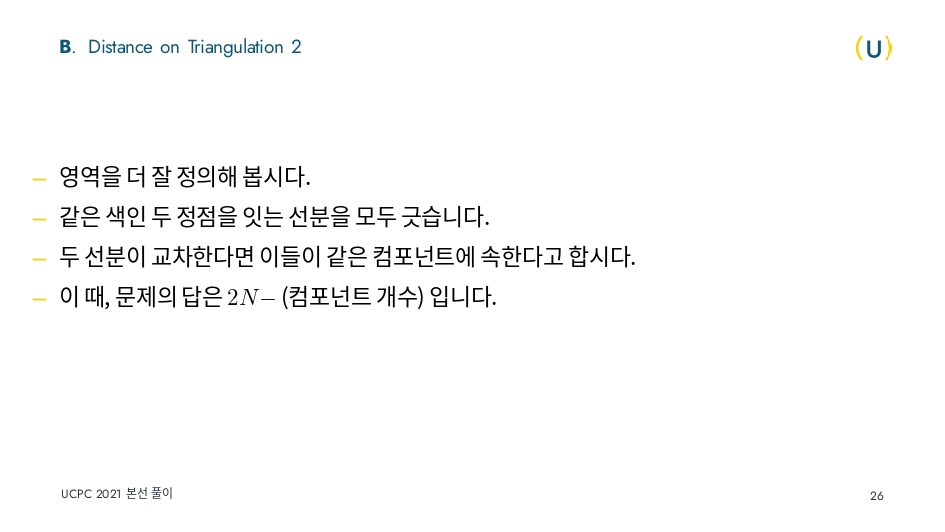 B. Distance on Triangulation 2
(U)
– 영역을 더 잘 정의해 봅시다.
– 같은 색인 두 정점을 잇는 선분을 모두 긋습니다.
– 두 선분이 교차한다면 이들이 같은 컴포넌트에 속한다고 합시다.
– 이 때, 문제의 답은 2N− (컴포넌트 개수) 입니다.
UCPC 2021 본선 풀이
26